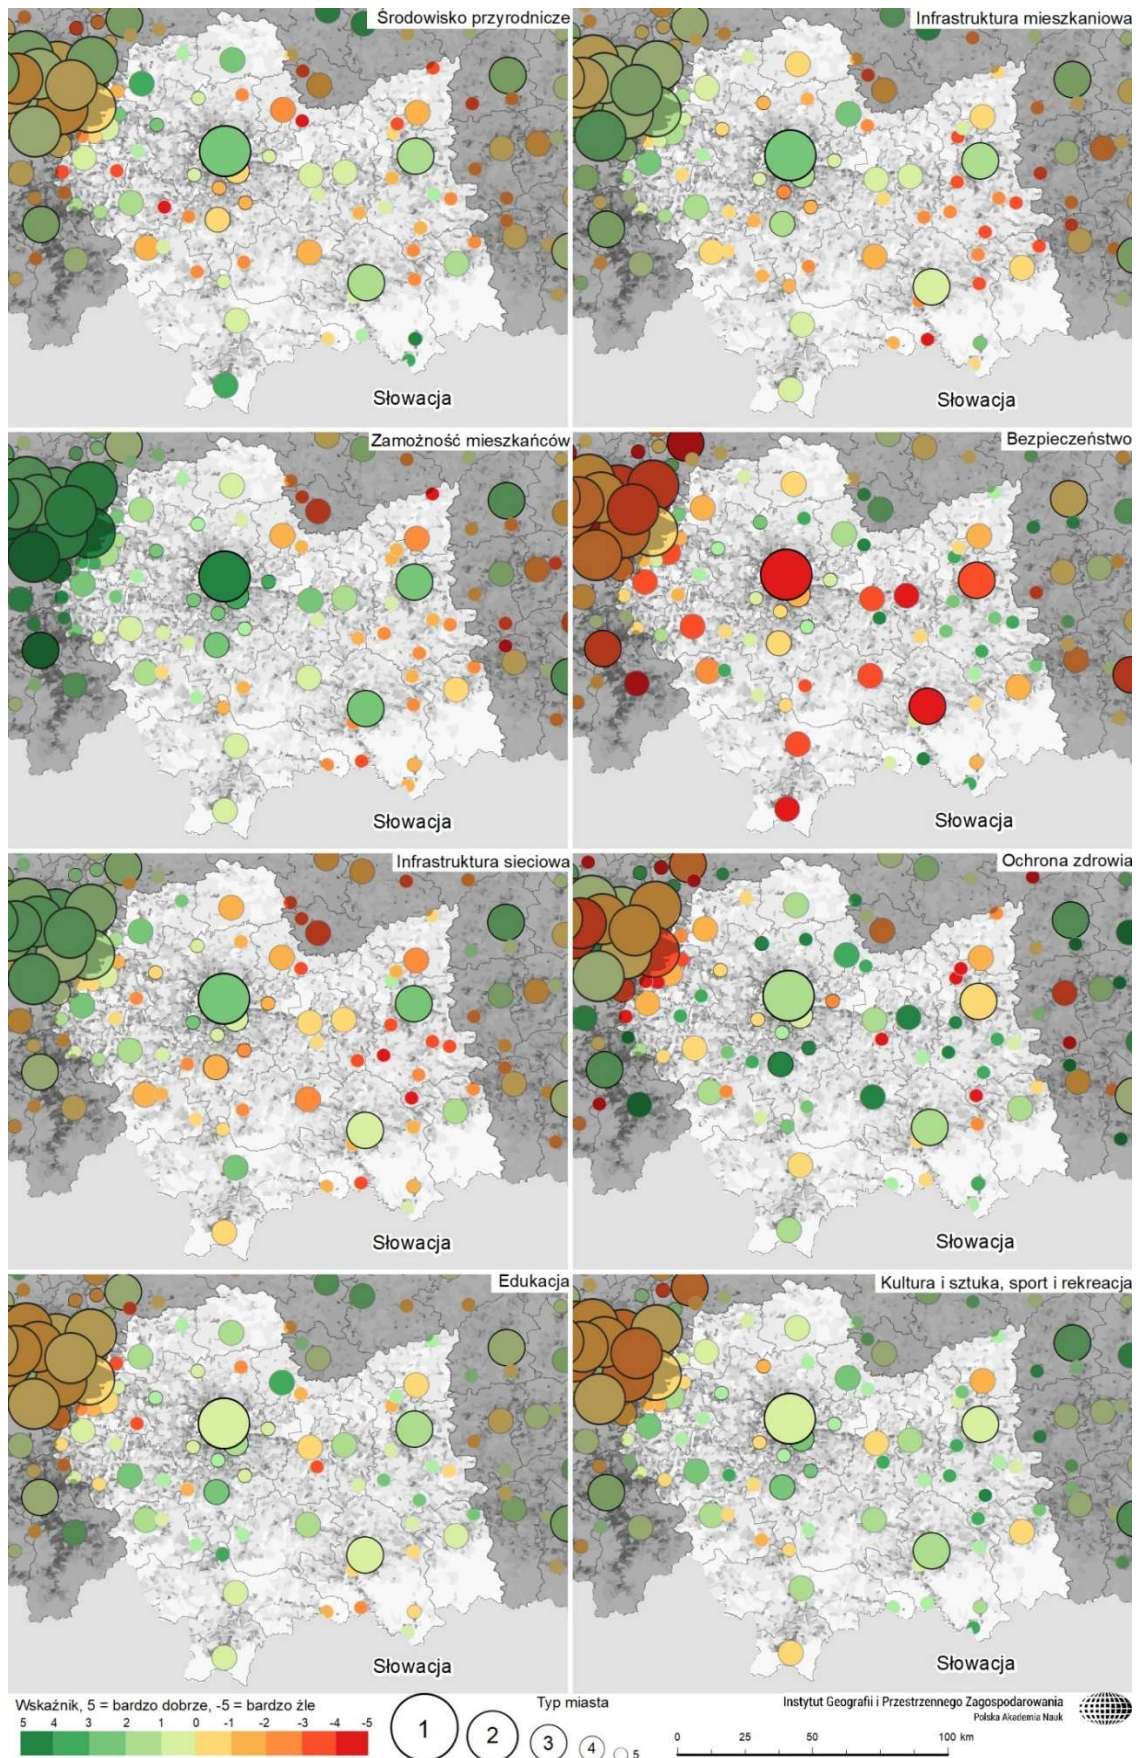 Środowisko przyrodnicze
Infrastruktura mieszkaniowa
Słowacja
Słowacja
Zamożność mieszkańców
Bezpieczeństwo
Słowacja
Słowacja
Infrastruktura sieciowa
Ochrona zdrowia
Słowacja
Słowacja
Edukacja
Kultura i sztuka, sport i rekreacja
Słowacja
Słowacja
Wskaźnik, 5 = bardzo dobrze, -5 = bardzo źle
5 4 3 2 1 0 -1 -2 -3 -4 -5
Typ miasta
1 2 3 4 5
Instytut Geografii i Przestrzennego Zagospodarowania
Polska Akademia Nauk
0 25 50 100 km